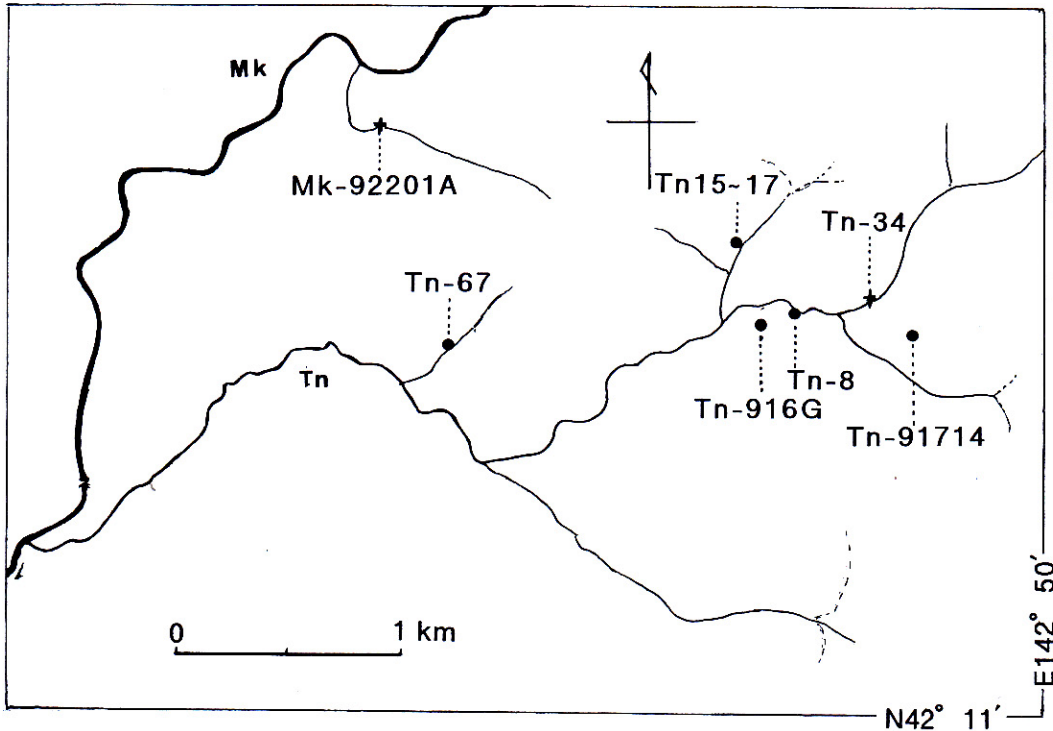 Mk
Mk-92201A
Tn15~17
Tn-34
Tn-67
Tn
Tn-8
Tn-916G
Tn-91714
0 1 km
E142° 50′
N42° 11′